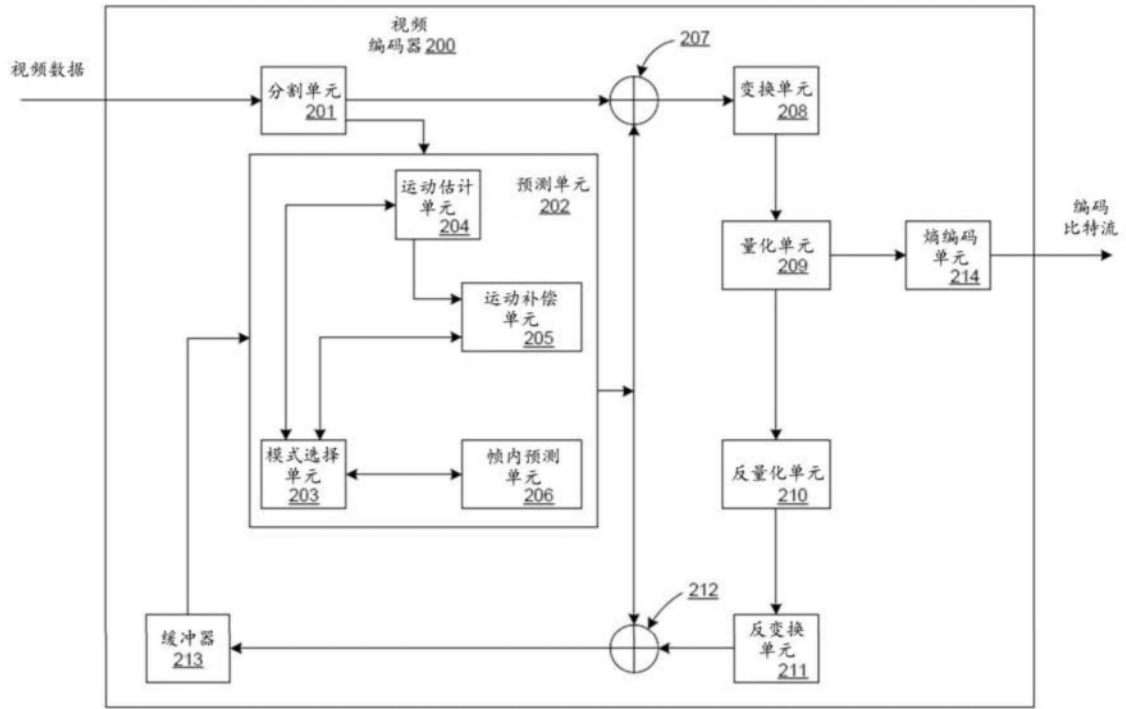 视频
编码器200
207
视频数据
分割单元
201
变换单元
208
运动估计
单元
204
预测单元
202
编码
比特流
量化单元
209
熵编码
单元
214
运动补偿
单元
205
模式选择
单元
203
帧内预测
单元
206
反量化单元
210
212
缓冲器
213
反变换
单元
211